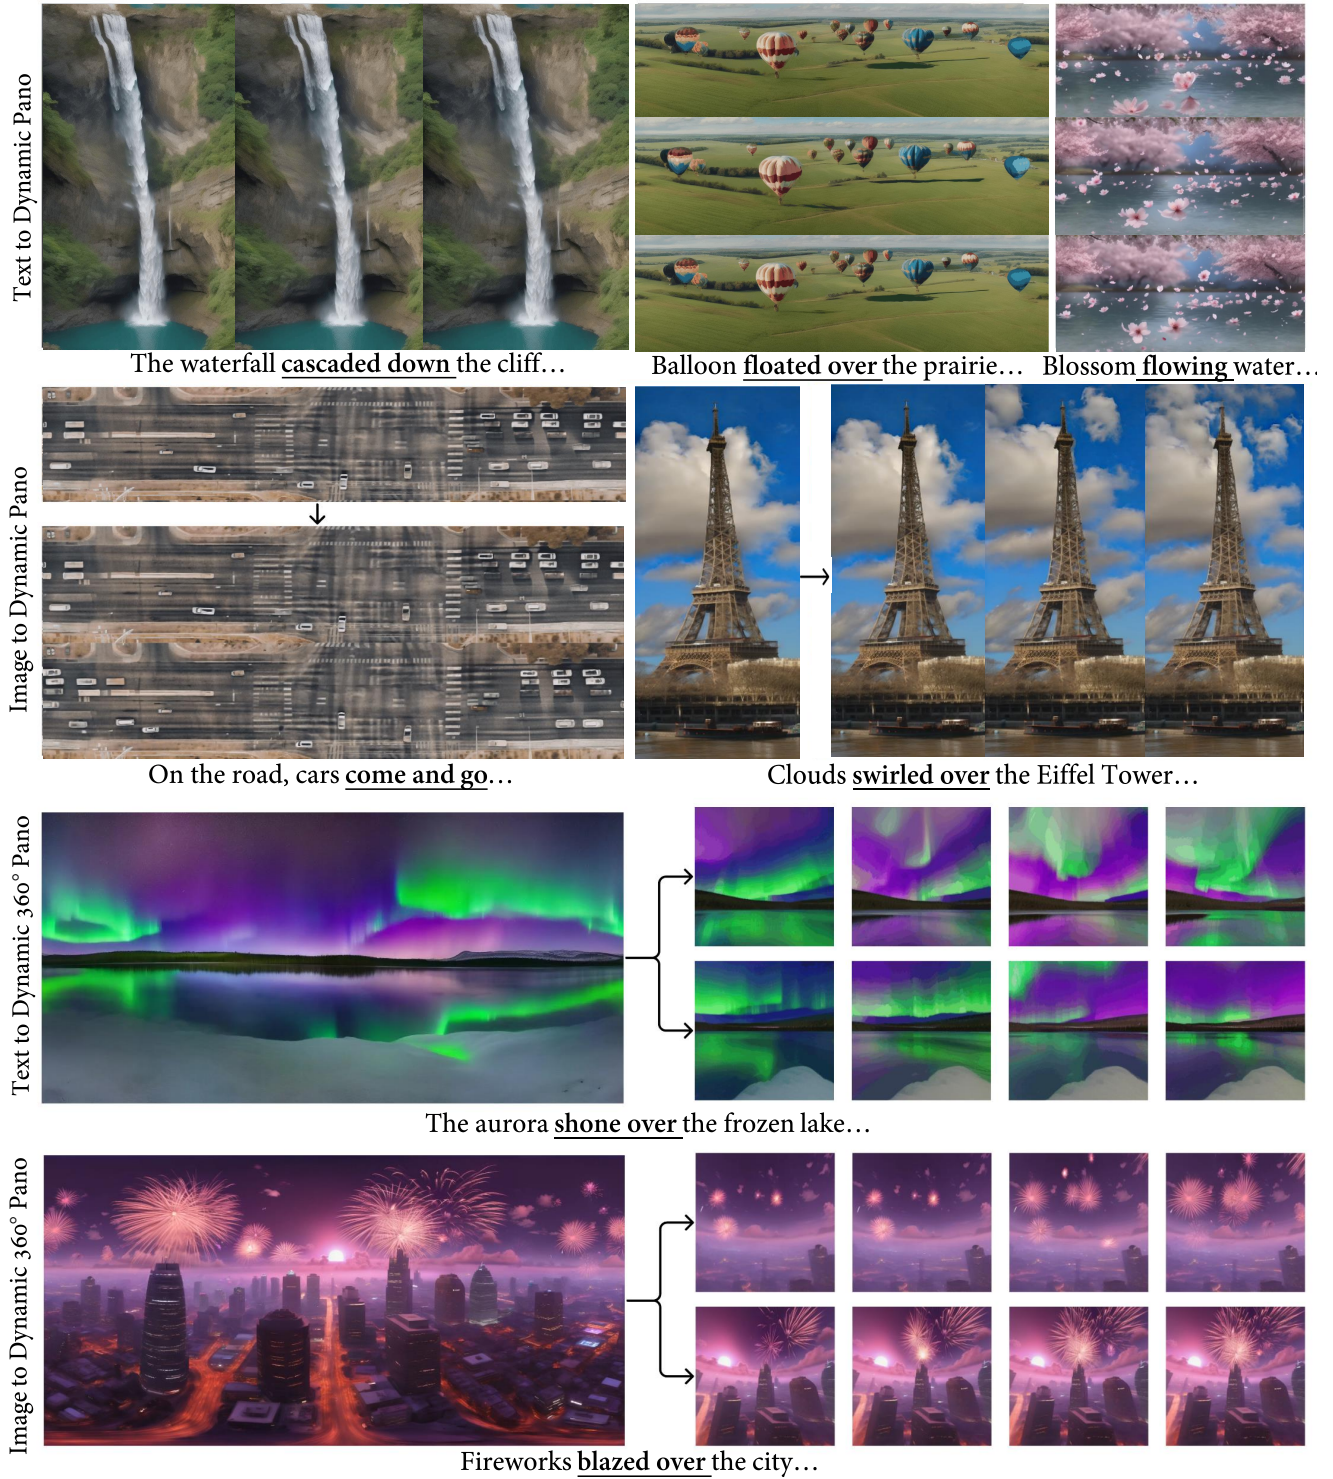 Text to Dynamic Pano
The waterfall cascaded down the cliff…
Balloon floated over the prairie…
Blossom flowing water…
Image to Dynamic Pano
On the road, cars come and go…
Clouds swirled over the Eiffel Tower…
Text to Dynamic 360° Pano
The aurora shone over the frozen lake…
Image to Dynamic 360° Pano
Fireworks blazed over the city…